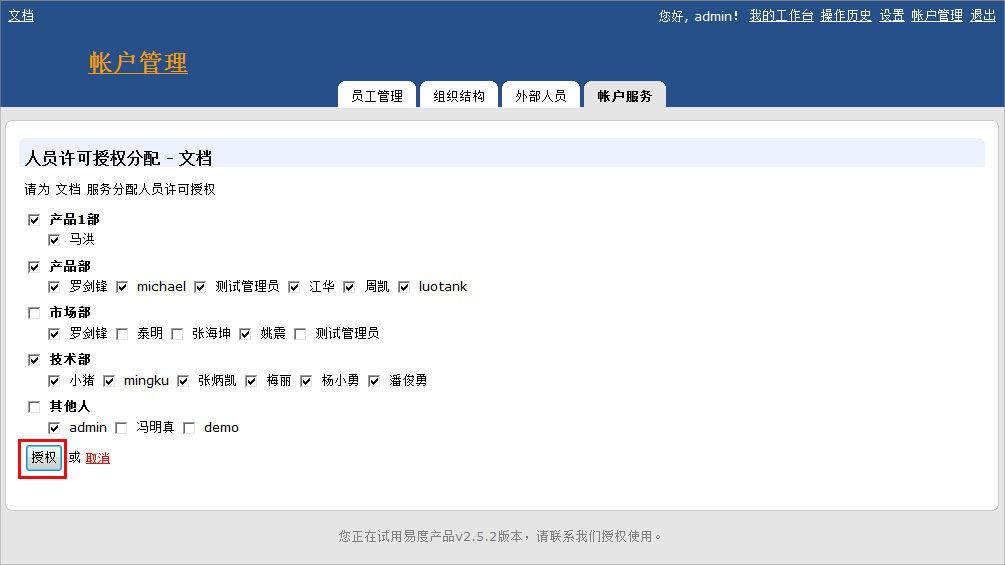 文档 您好, admin! 我的工作台 操作历史 设置 帐户管理 退出
帐户管理
员工管理 组织结构 外部人员 帐户服务
人员许可授权分配 - 文档
请为 文档 服务分配人员许可授权
产品1部
马洪
产品部
罗剑锋 michael 测试管理员 江华 周凯 luotank
市场部
罗剑锋 泰明 张海坤 姚震 测试管理员
技术部
小猪 mingku 张炳凯 梅丽 杨小勇 潘俊勇
其他人
admin 冯明真 demo
授权 或 取消
您正在试用易度产品v2.5.2版本，请联系我们授权使用。